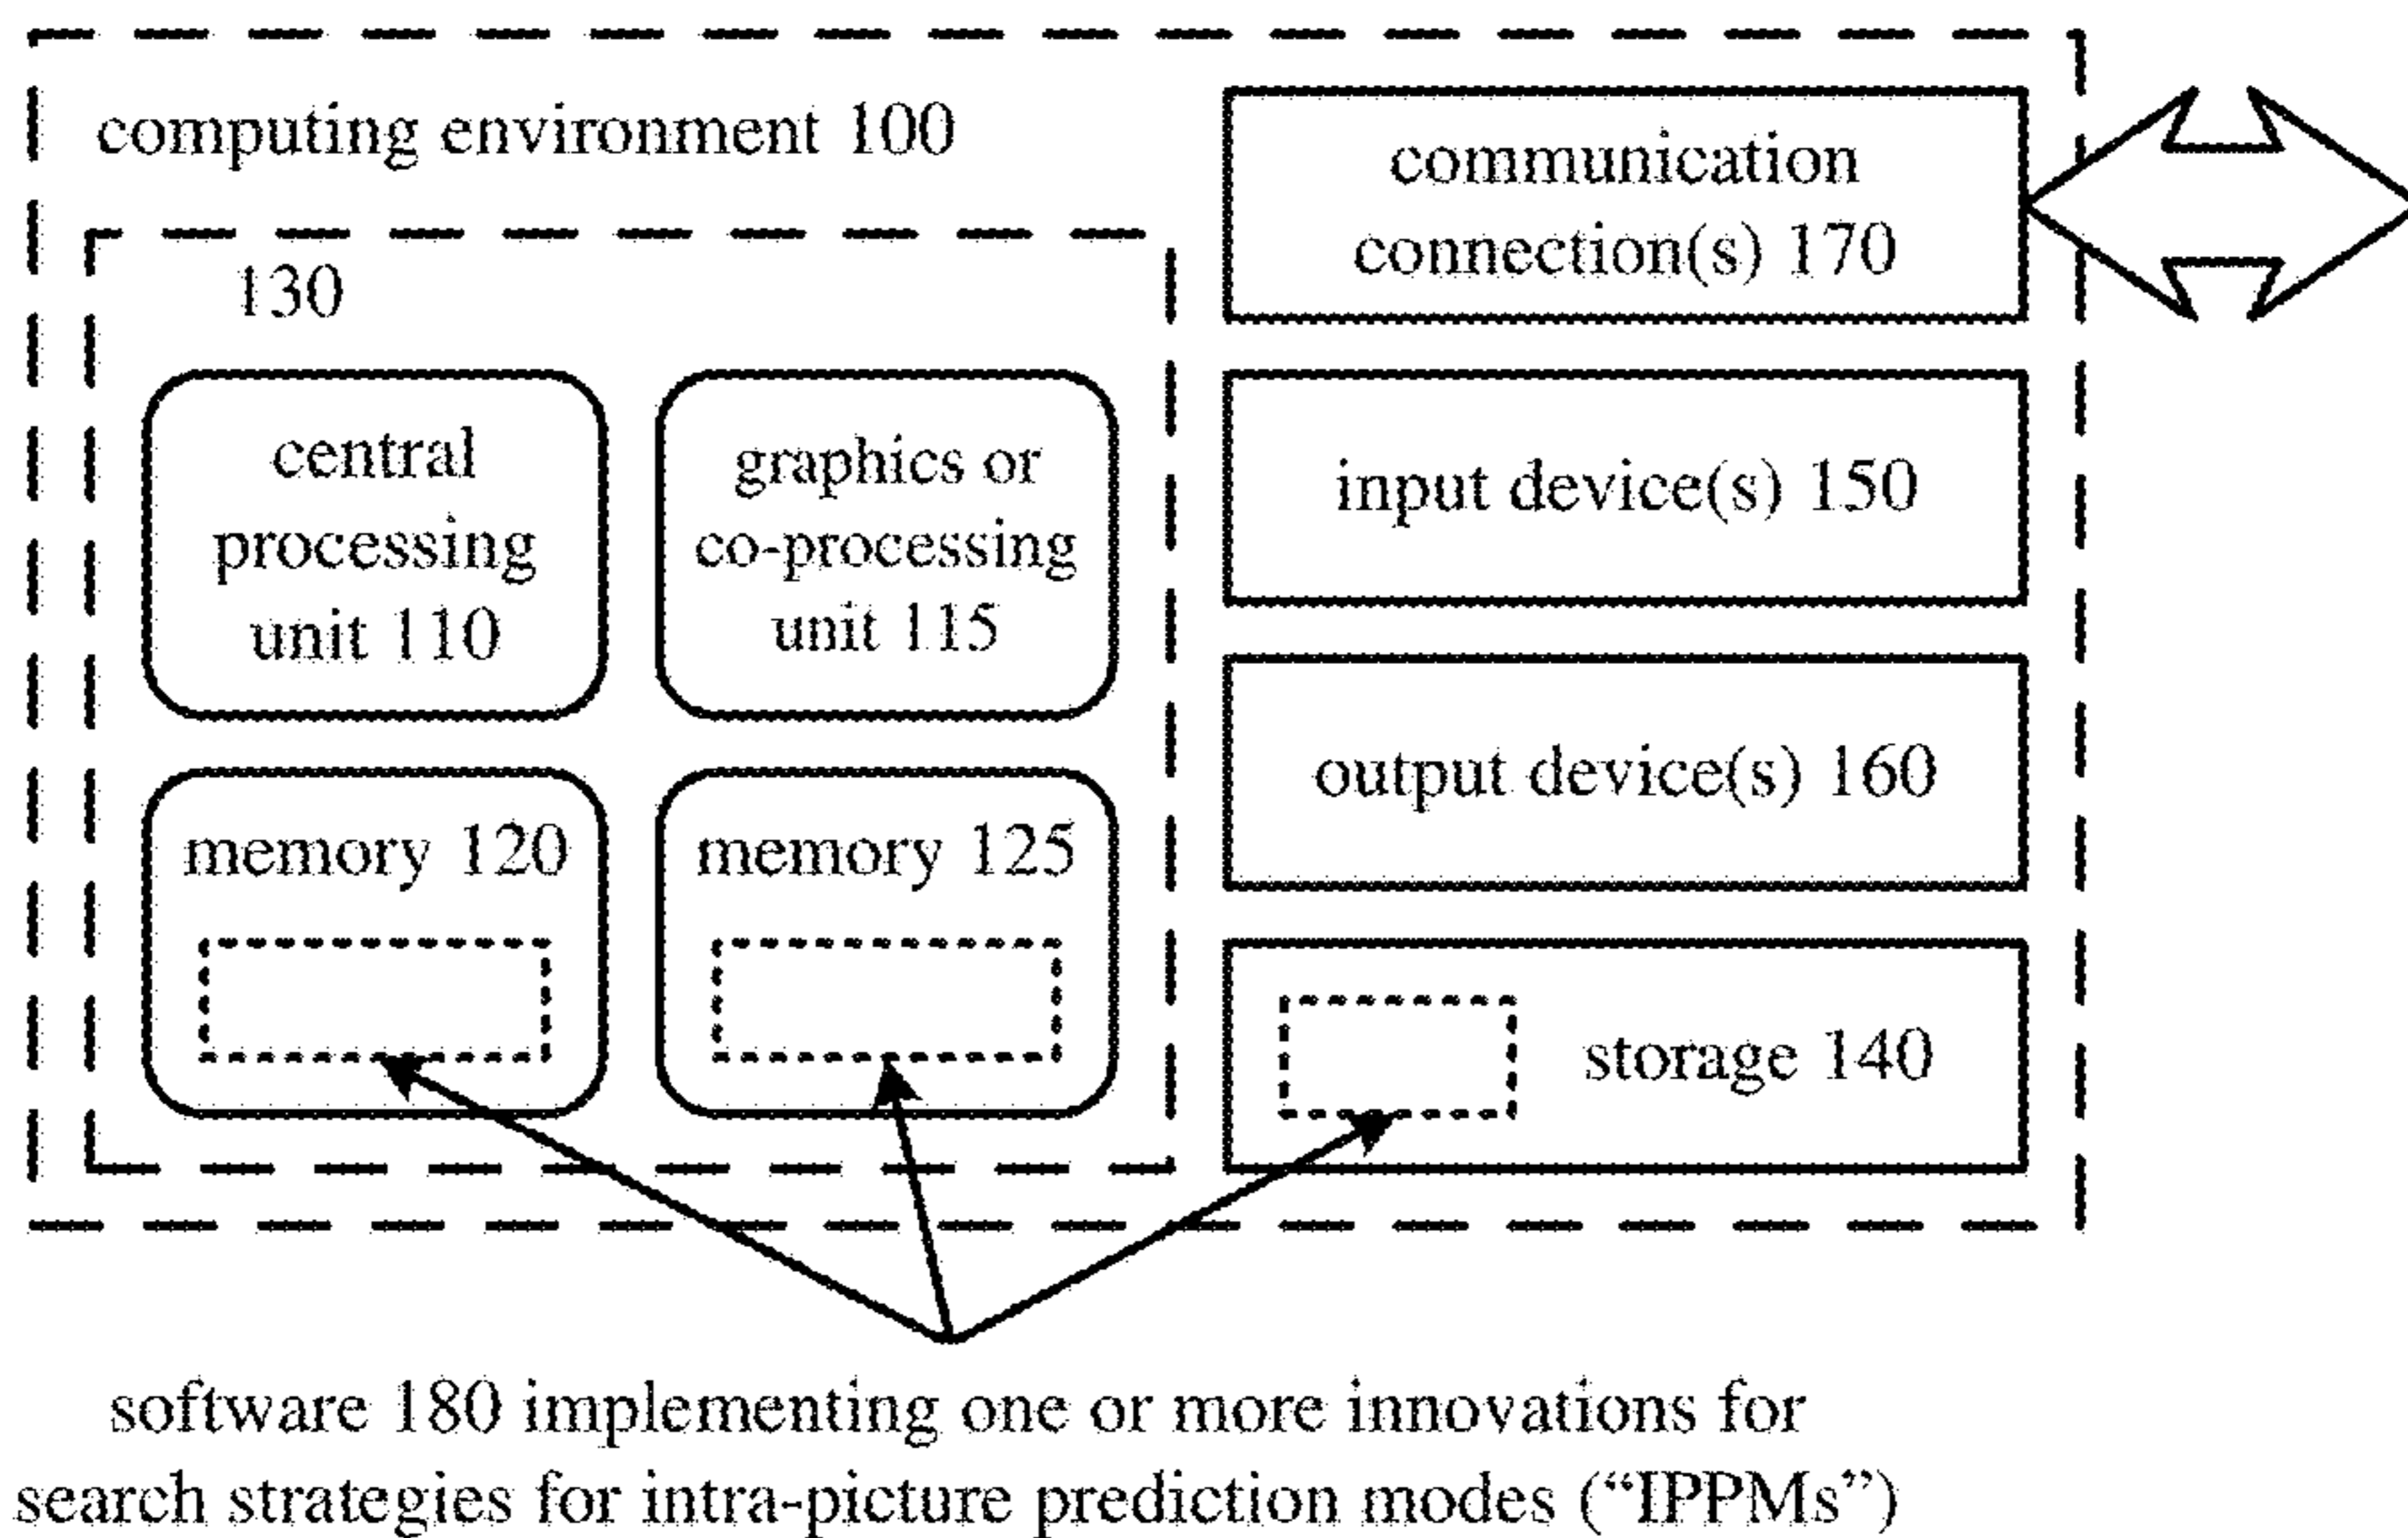 computing environment 100
communication
connection(s) 170
130
central
processing
unit 110
graphics or
co-processing
unit 115
input device(s) 150
output device(s) 160
memory 120
memory 125
storage 140
software 180 implementing one or more innovations for
search strategies for intra-picture prediction modes (“IPPMs”)